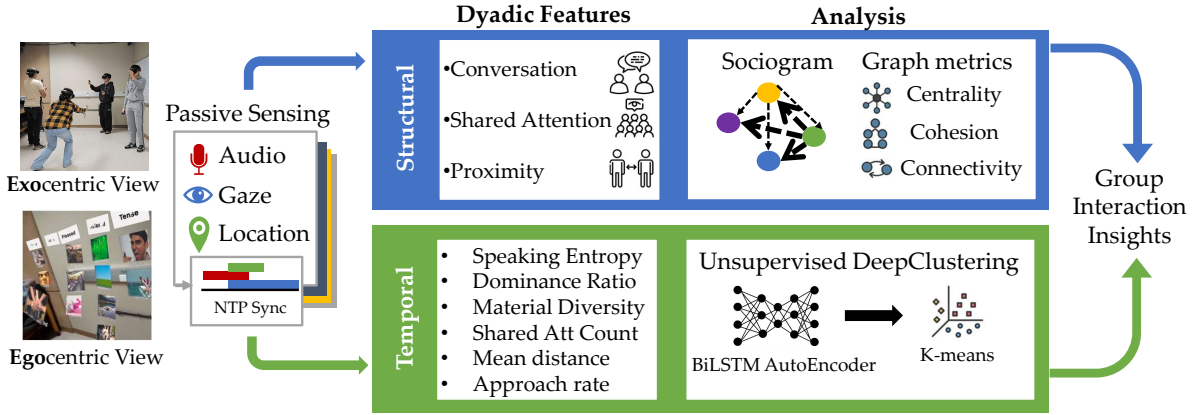 Dyadic Features
Analysis
Passive Sensing
Audio
Gaze
Location
NTP Sync
Exocentric View
Tense
Egocentric View
Structural
•Conversation
•Shared Attention
•Proximity
Sociogram
Graph metrics
Centrality
Cohesion
Connectivity
Temporal
• Speaking Entropy
• Dominance Ratio
• Material Diversity
• Shared Att Count
• Mean distance
• Approach rate
Unsupervised DeepClustering
BiLSTM AutoEncoder
K-means
Group
Interaction
Insights